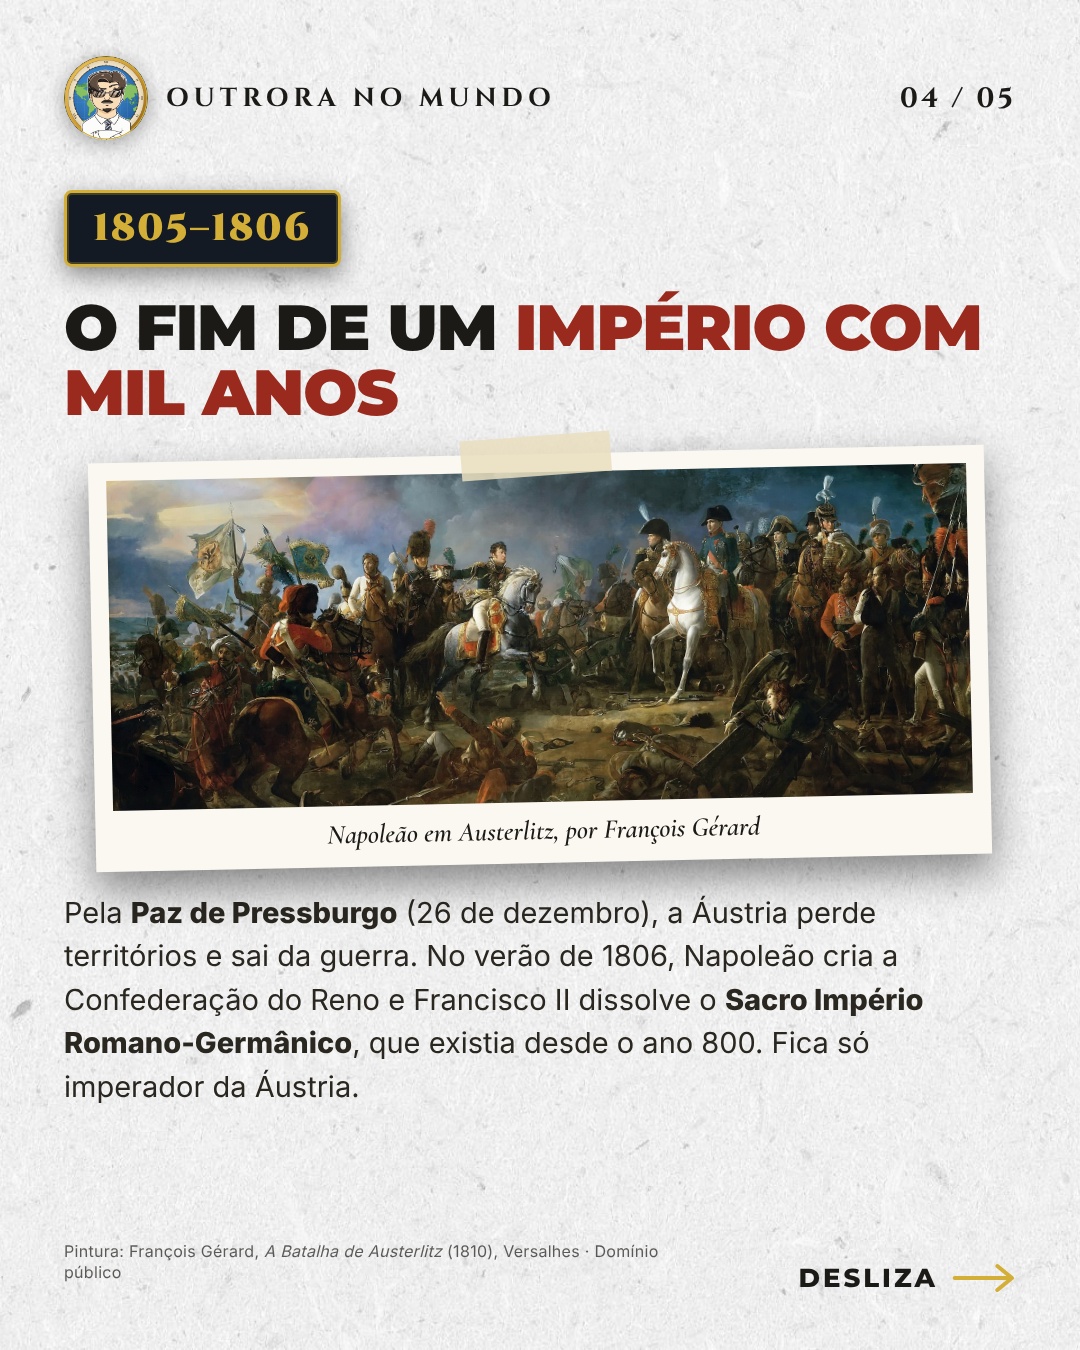 OUTRORA NO MUNDO
04 / 05
1805–1806
O FIM DE UM IMPÉRIO COM
MIL ANOS
Napoleão em Austerlitz, por François Gérard
Pela Paz de Pressburgo (26 de dezembro), a Áustria perde
territórios e sai da guerra. No verão de 1806, Napoleão cria a
Confederação do Reno e Francisco II dissolve o Sacro Império
Romano-Germânico, que existia desde o ano 800. Fica só
imperador da Áustria.
Pintura: François Gérard, A Batalha de Austerlitz (1810), Versalhes · Domínio
público
DESLIZA